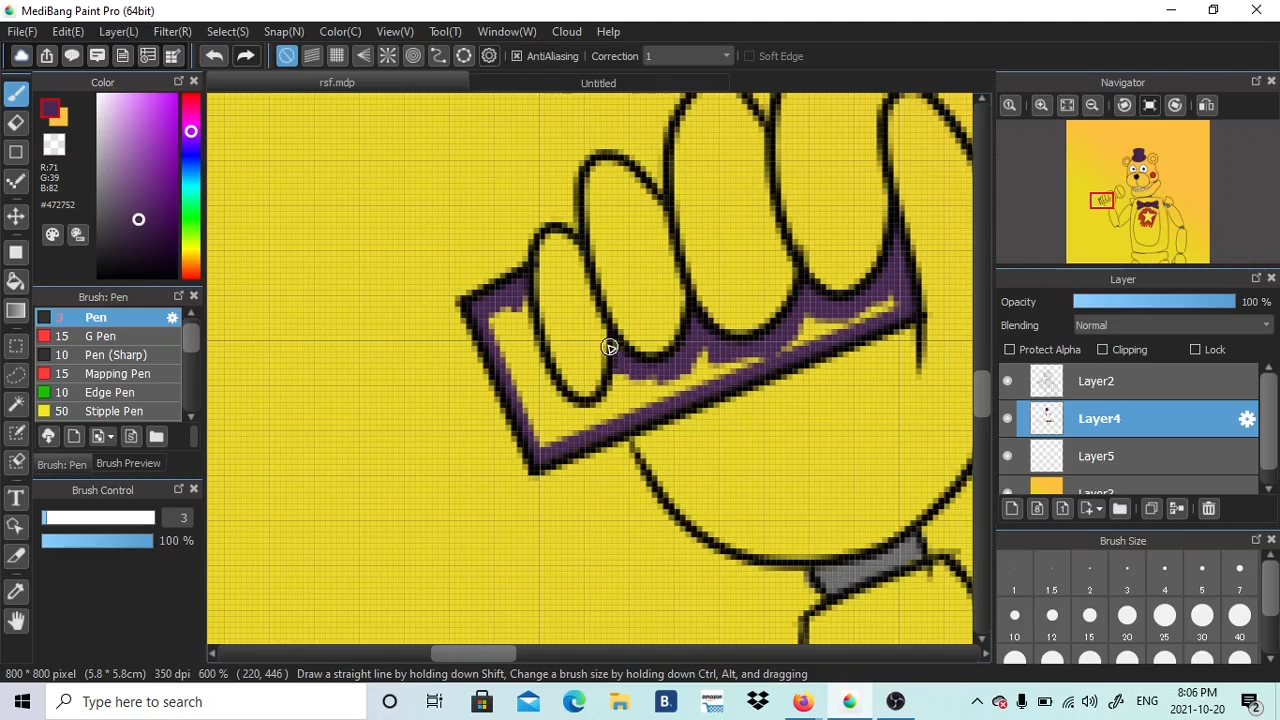 MediBang Paint Pro (64bit)
File(F) Edit(E) Layer(L) Filter(R) Select(S) Snap(N) Color(C) View(V) Tool(T) Window(W) Cloud Help
AntiAliasing Correction 1 Soft Edge
Color
rsf.mdp
Untitled
Navigator
R:71
G:39
B:82
#472752
Brush: Pen
3 Pen
15 G Pen
10 Pen (Sharp)
15 Mapping Pen
10 Edge Pen
50 Stipple Pen
Brush: Pen Brush Preview
Brush Control
3
100 %
Layer
Opacity 100 %
Blending Normal
Protect Alpha Clipping Lock
Layer2
Layer4
Layer5
Brush Size
1 1.5 2 3 4 5 7
10 12 15 20 25 30 40
800 * 800 pixel (5.8 * 5.8cm) 350 dpi 600 % ( 220, 446 ) Draw a straight line by holding down Shift, Change a brush size by holding down Ctrl, Alt, and dragging
Type here to search
B.
ENG
8:06 PM
2021-10-20
2